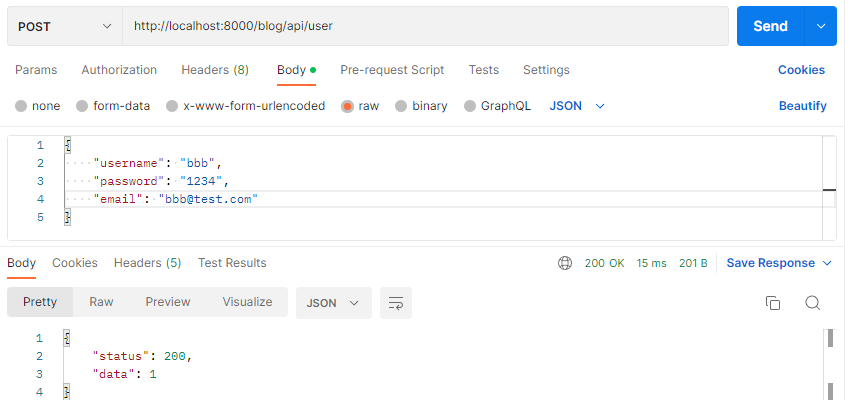 POST http://localhost:8000/blog/api/user Send
Params Authorization Headers (8) Body Pre-request Script Tests Settings Cookies
none form-data x-www-form-urlencoded raw binary GraphQL JSON Beautify
1 {
2 "username": "bbb",
3 "password": "1234",
4 "email": "bbb@test.com"
5 }
Body Cookies Headers (5) Test Results 200 OK 15 ms 201 B Save Response
Pretty Raw Preview Visualize JSON
1 {
2 "status": 200,
3 "data": 1
4 }